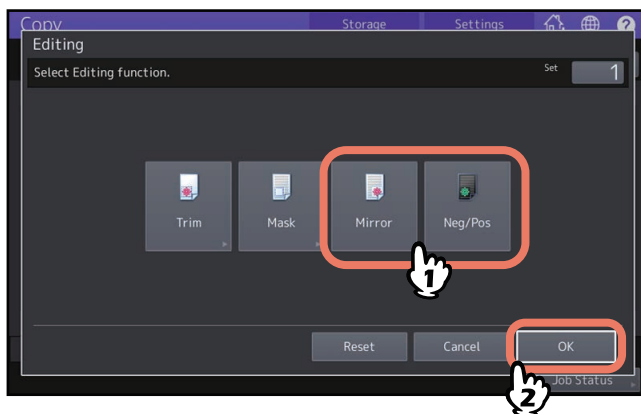 Copy Storage Settings
Editing
Select Editing function. Set 1
Trim Mask Mirror Neg/Pos
1
Reset Cancel OK
Job Status
2